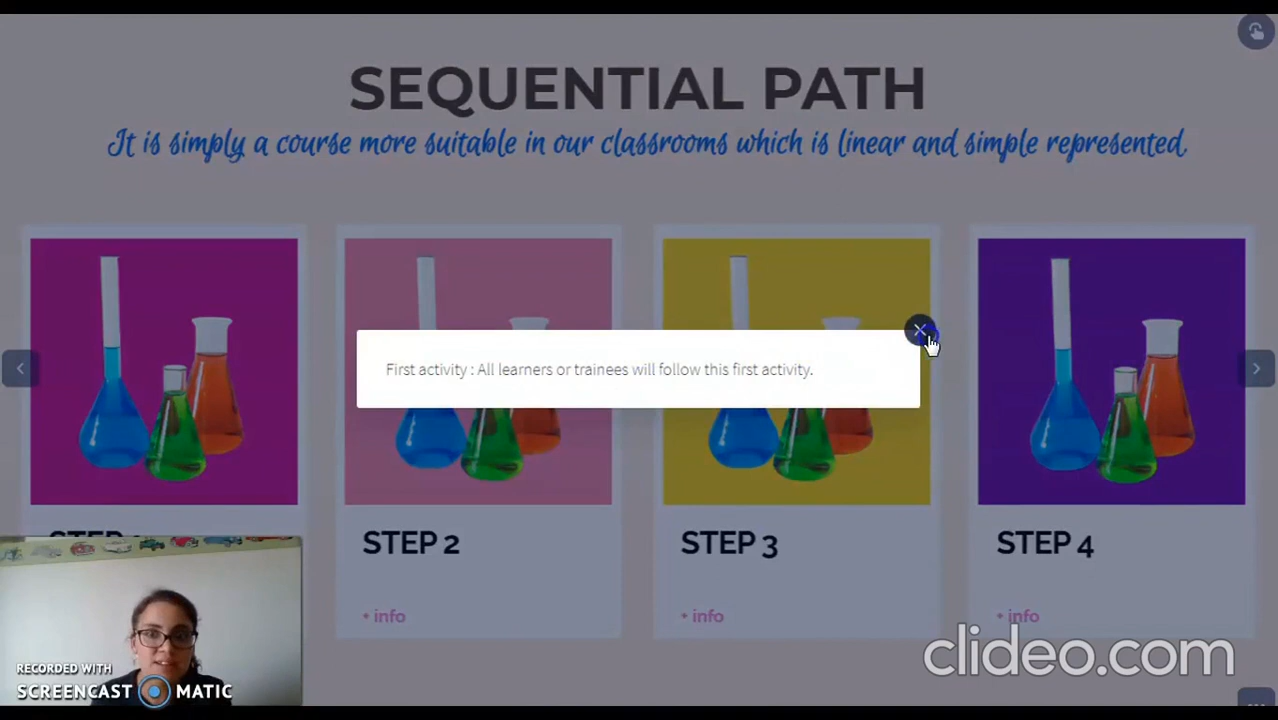 SEQUENTIAL PATH
It is simply a course more suitable in our classrooms which is linear and simple represented.
First activity : All learners or trainees will follow this first activity.
STEP
STEP 2
STEP 3
STEP 4
+ info
+ info
+ info
clideo.com
RECORDED WITH
SCREENCAST MATIC